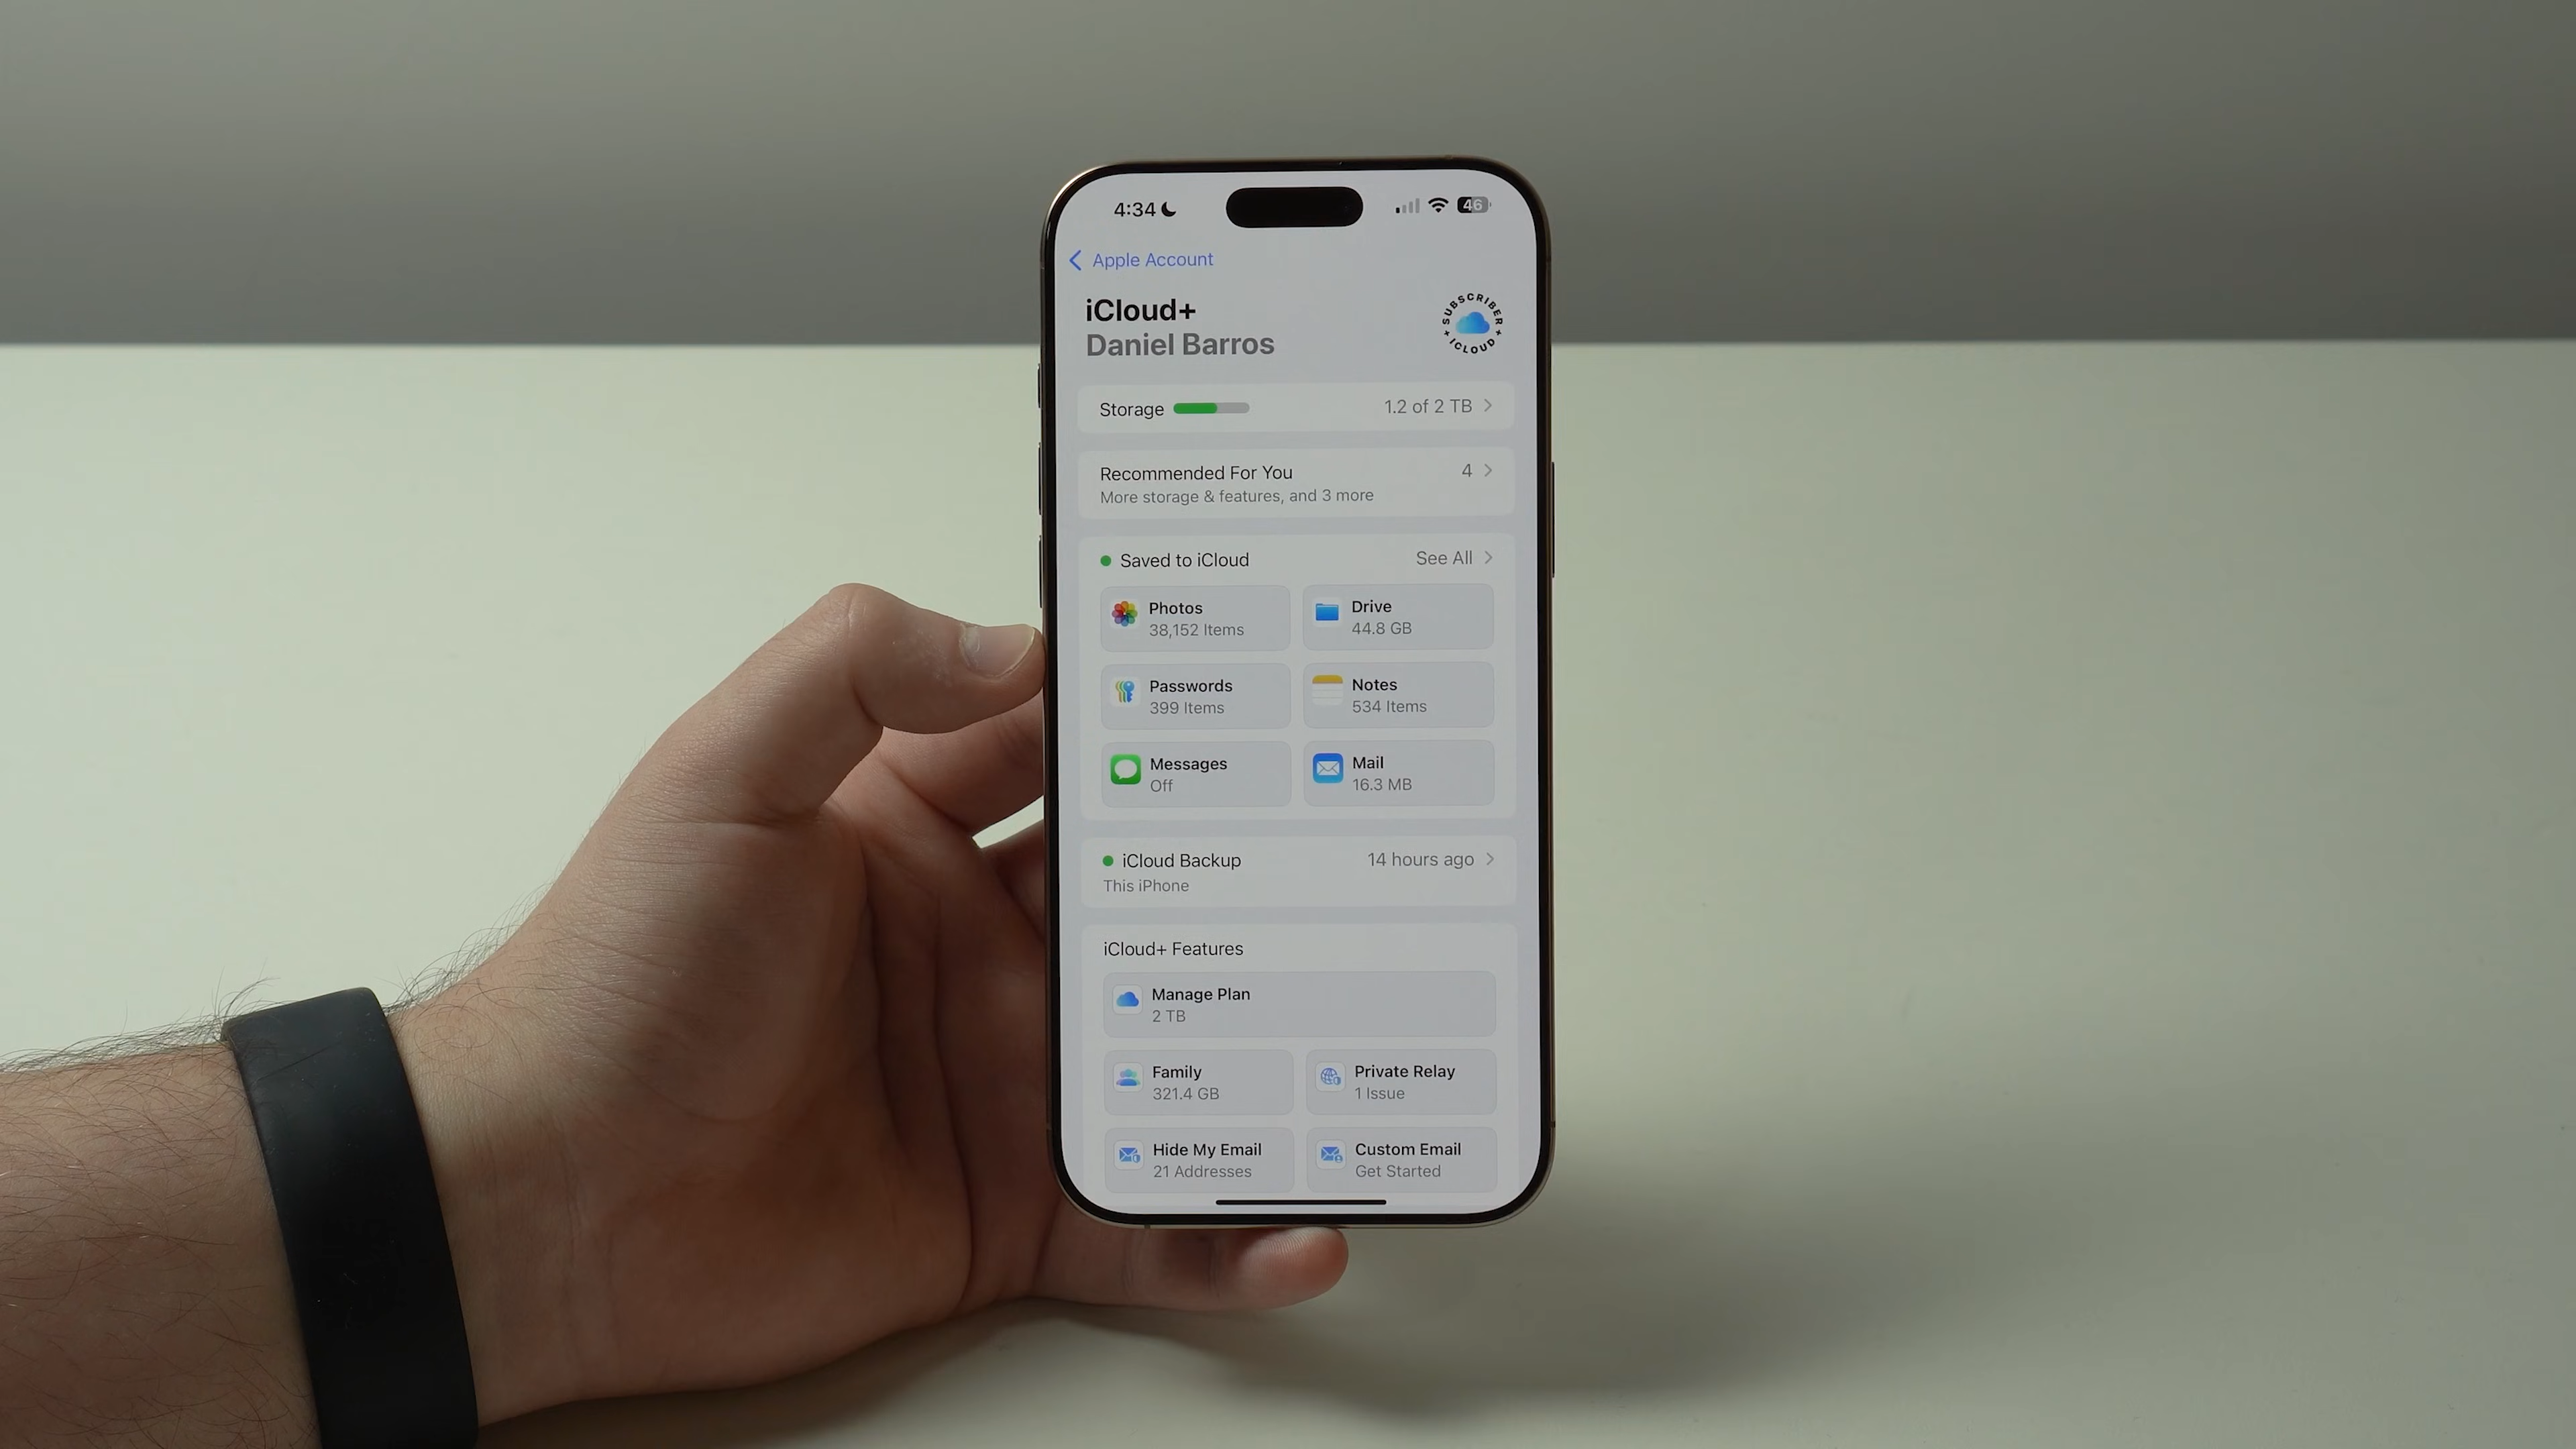 4:34
46
Apple Account
iCloud+
SUBSCRIBER
ICLOUD
Daniel Barros
Storage
1.2 of 2 TB
Recommended For You
4
More storage & features, and 3 more
Saved to iCloud
See All
Photos
38,152 Items
Drive
44.8 GB
Passwords
399 Items
Notes
534 Items
Messages
Off
Mail
16.3 MB
iCloud Backup
14 hours ago
This iPhone
iCloud+ Features
Manage Plan
2 TB
Family
321.4 GB
Private Relay
1 Issue
Hide My Email
21 Addresses
Custom Email
Get Started